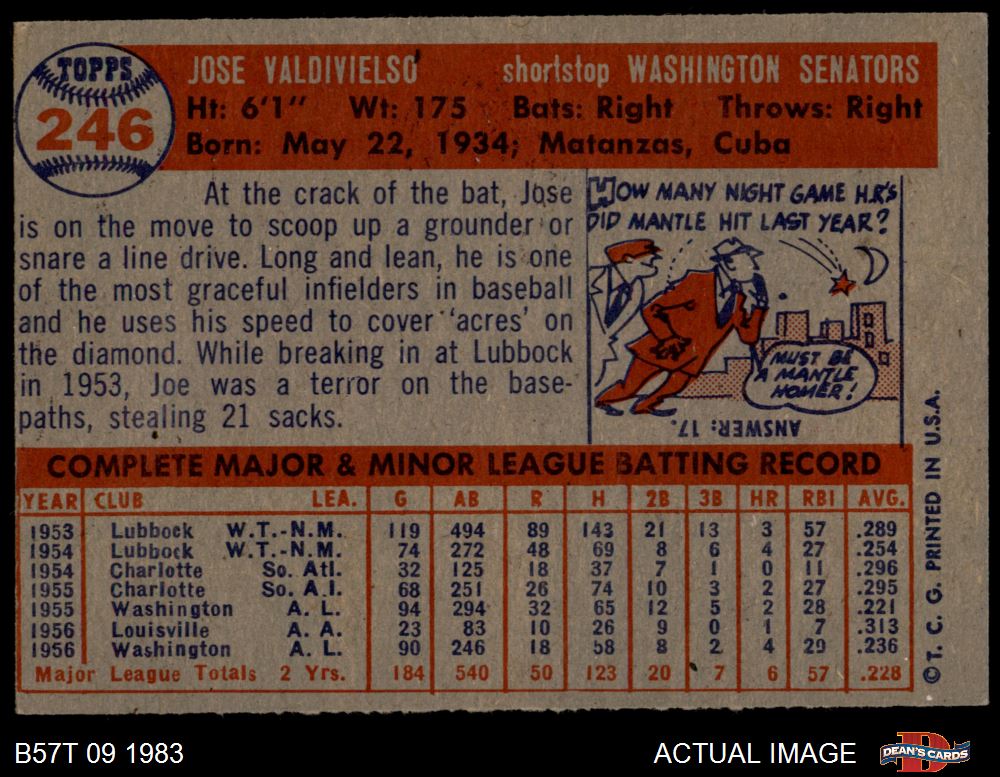 TOPPS
246
JOSE VALDIVIELSO shortstop WASHINGTON SENATORS
Ht: 6'1" Wt: 175 Bats: Right Throws: Right
Born: May 22, 1934; Matanzas, Cuba
At the crack of the bat, Jose
is on the move to scoop up a grounder or
snare a line drive. Long and lean, he is one
of the most graceful infielders in baseball
and he uses his speed to cover 'acres' on
the diamond. While breaking in at Lubbock
in 1953, Joe was a terror on the base-
paths, stealing 21 sacks.
HOW MANY NIGHT GAME H.R.'S
DID MANTLE HIT LAST YEAR?
MUST BE
A MANTLE
HOMER!
ANSWER: 17.
COMPLETE MAJOR & MINOR LEAGUE BATTING RECORD
YEAR CLUB LEA. G AB R H 2B 3B HR RBI AVG.
1953 Lubbock W.T.-N.M. 119 494 89 143 21 13 3 57 .289
1954 Lubbock W.T.-N.M. 74 272 48 69 8 6 4 27 .254
1954 Charlotte So. Atl. 32 125 18 37 7 1 0 11 .296
1955 Charlotte So. A.l. 68 251 26 74 10 3 2 27 .295
1955 Washington A. L. 94 294 32 65 12 5 2 28 .221
1956 Louisville A. A. 23 83 10 26 9 0 1 7 .313
1956 Washington A. L. 90 246 18 58 8 2 4 29 .236
Major League Totals 2 Yrs. 184 540 50 123 20 7 6 57 .228
© T. C. G. PRINTED IN U.S.A.
B57T 09 1983 ACTUAL IMAGE
D
DEAN'S CARDS